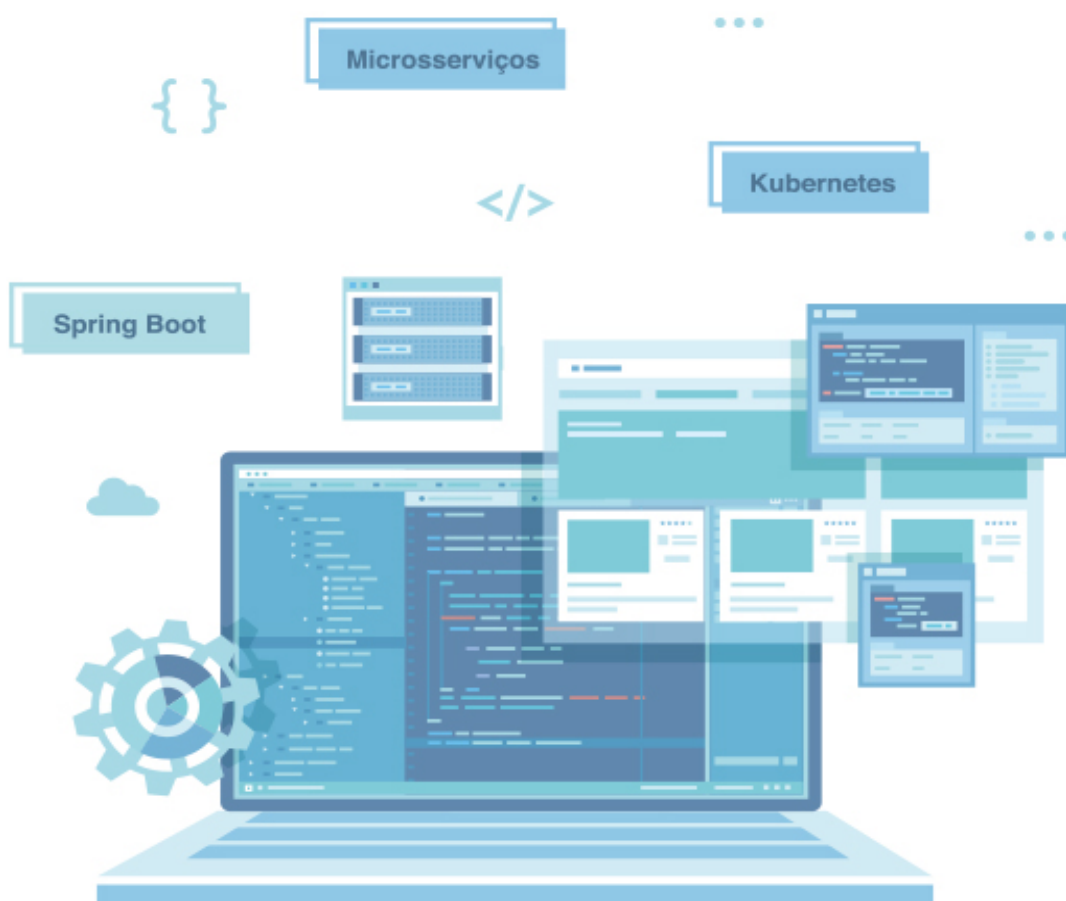 Microsserviços
{ }
Kubernetes
</>
Spring Boot